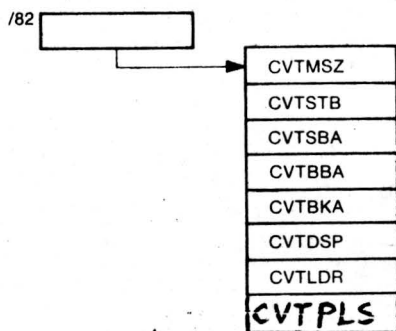 /82
CVTMSZ
CVTSTB
CVTSBA
CVTBBA
CVTBKA
CVTDSP
CVTLDR
CVTPLS